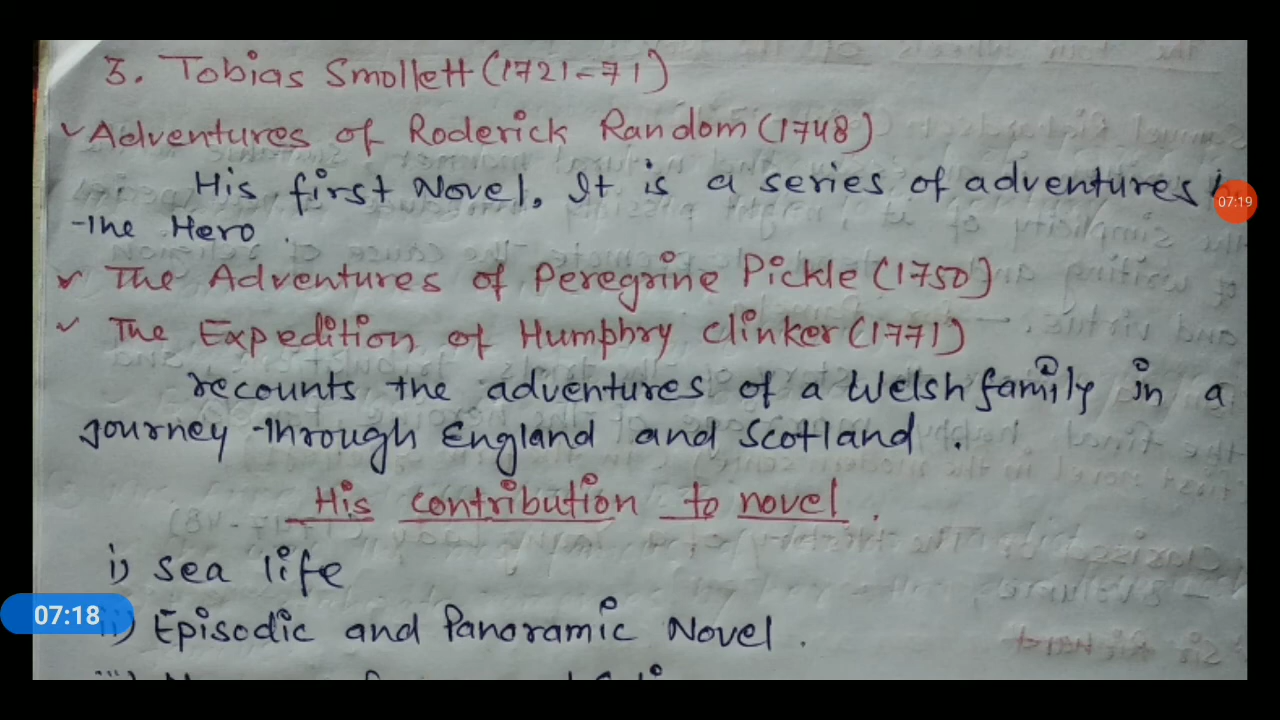 3. Tobias Smollett (1721-71)
Adventures of Roderick Random (1748)
His first Novel. It is a series of adventures
the Hero.
The Adventures of Peregrine Pickle (1750)
The Expedition of Humphry Clinker (1771)
recounts the adventures of a Welsh family in a
journey through England and Scotland.
His contribution to novel.
i) Sea life
ii) Episodic and Panoramic Novel.
07:19
07:18